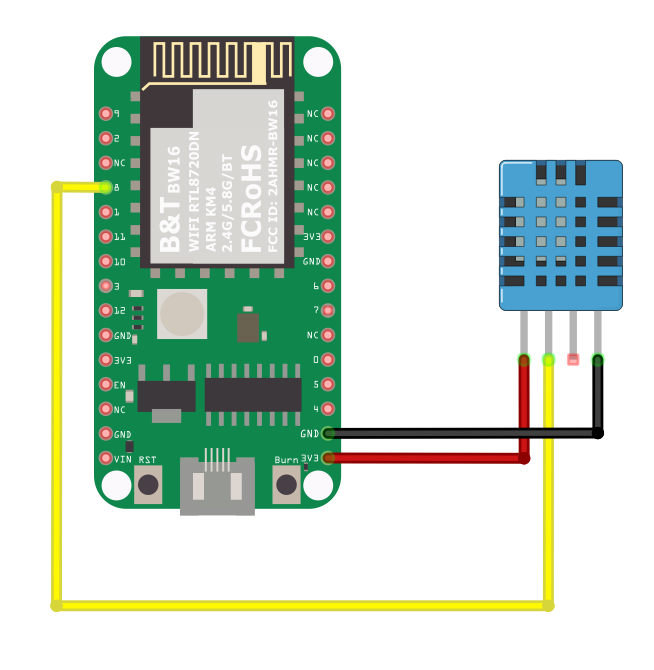 9
2
NC
8
1
11
10
3
12
GND
3V3
EN
NC
GND
VIN
RST
B&T BW16
WIFI RTL8720DN
ARM KM4
2.4G/5.8G/BT
FCRoHS
FCC ID: 2AHMR-BW16
NC
NC
NC
NC
NC
3V3
GND
6
7
NC
0
5
4
GND
Burn
3V3